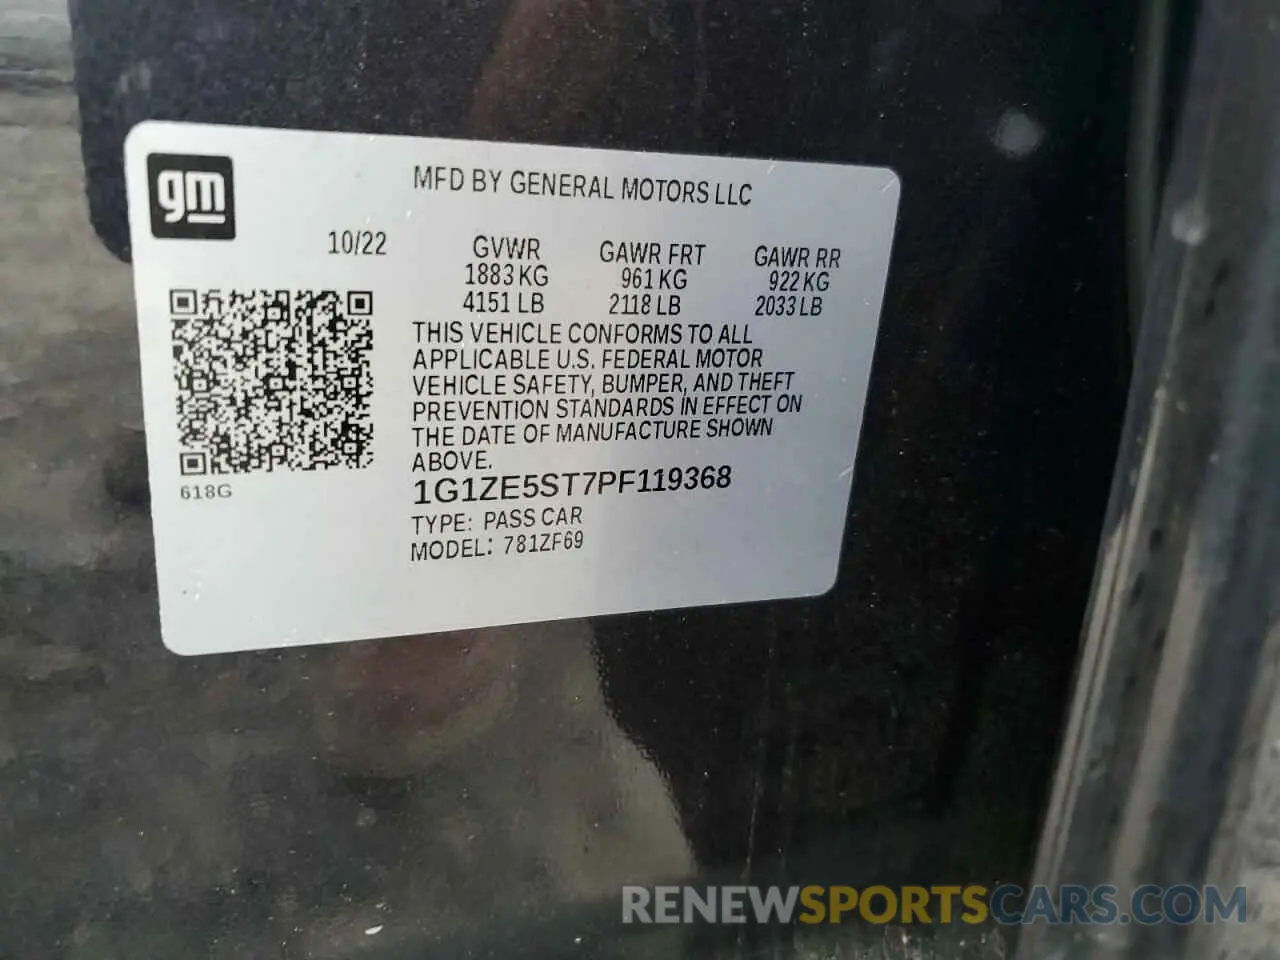 gm
MFD BY GENERAL MOTORS LLC
10/22
GVWR GAWR FRT GAWR RR
1883 KG 961 KG 922 KG
4151 LB 2118 LB 2033 LB
THIS VEHICLE CONFORMS TO ALL
APPLICABLE U.S. FEDERAL MOTOR
VEHICLE SAFETY, BUMPER, AND THEFT
PREVENTION STANDARDS IN EFFECT ON
THE DATE OF MANUFACTURE SHOWN
ABOVE.
618G
1G1ZE5ST7PF119368
TYPE: PASS CAR
MODEL: 781ZF69
RENEWSPORTSCARS.COM